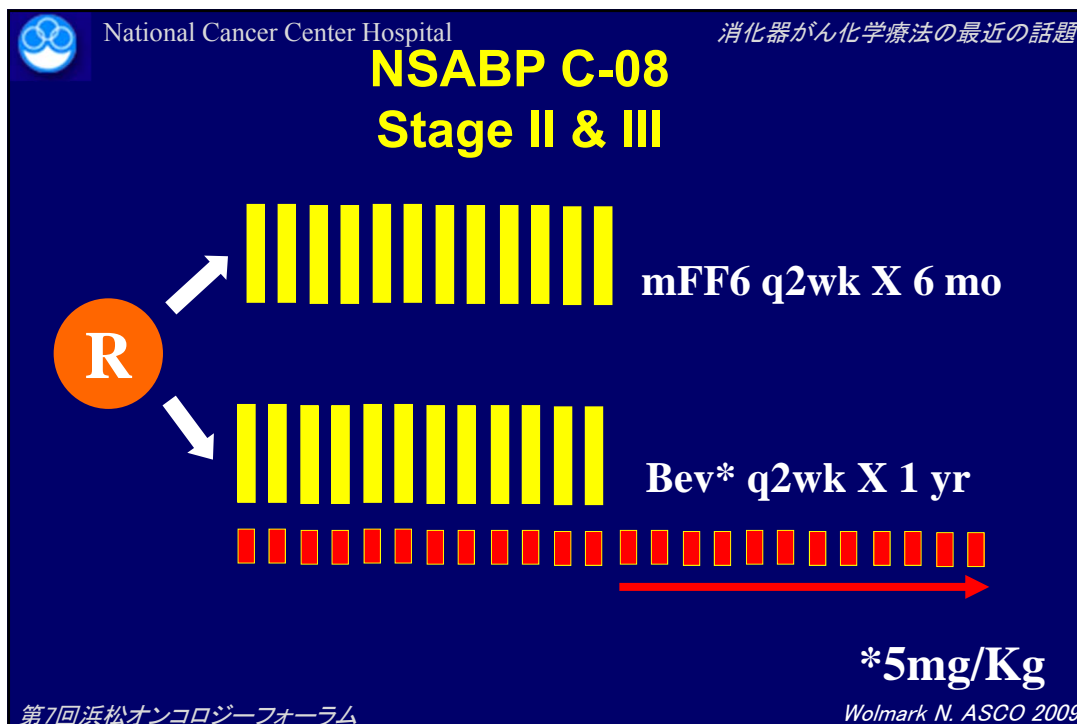 National Cancer Center Hospital
消化器がん化学療法の最近の話題
NSABP C-08
Stage II & III
mFF6 q2wk X 6 mo
R
Bev* q2wk X 1 yr
*5mg/Kg
第7回浜松オンコロジーフォーラム
Wolmark N. ASCO 2009